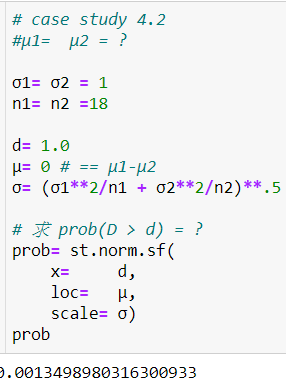 # case study 4.2
#μ1=  μ2 = ?
σ1= σ2 = 1
n1= n2 =18
d= 1.0
μ= 0 # == μ1-μ2
σ= (σ1**2/n1 + σ2**2/n2)**.5
# 求 prob(D > d) = ?
prob= st.norm.sf(
    x=     d,
    loc=   μ,
    scale= σ)
prob
0.0013498980316300933